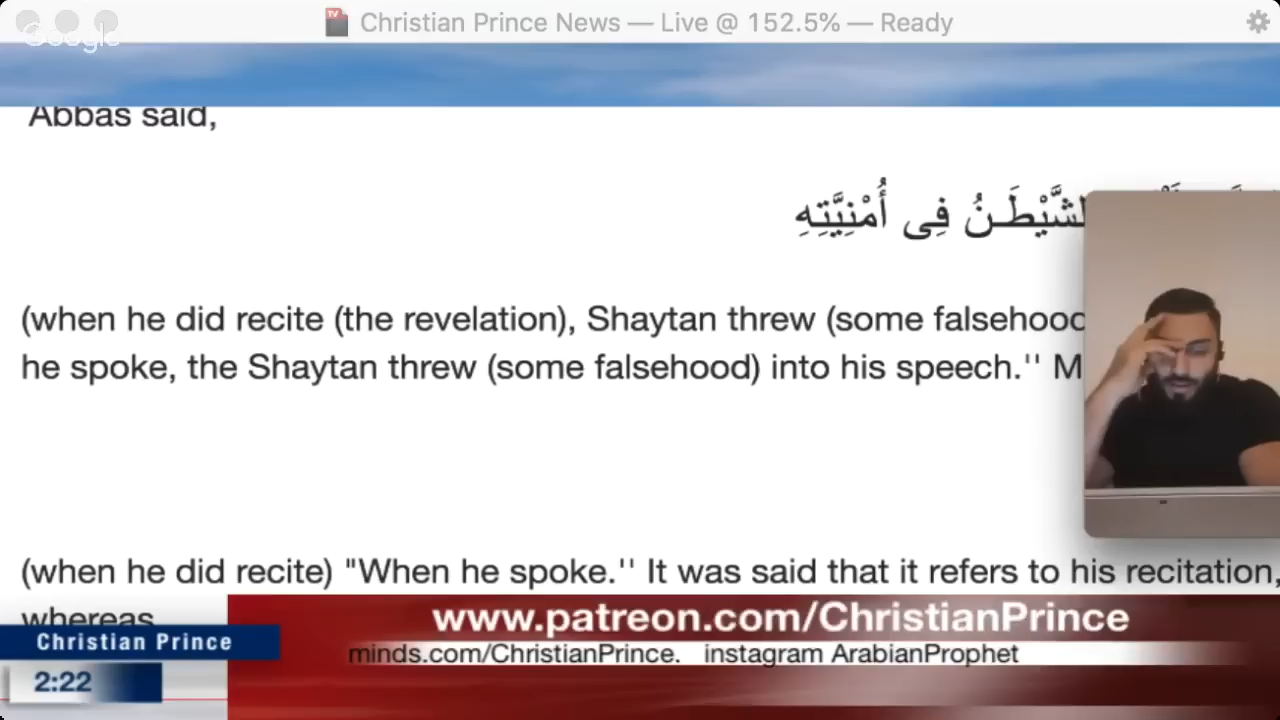 Christian Prince News — Live @ 152.5% — Ready
Google
Abbas said,
الشَّيْطَـنُ فِى أُمْنِيَّتِهِ
(when he did recite (the revelation), Shaytan threw (some falsehood
he spoke, the Shaytan threw (some falsehood) into his speech.'' M
(when he did recite) "When he spoke.'' It was said that it refers to his recitation,
whereas
www.patreon.com/ChristianPrince
Christian Prince
minds.com/ChristianPrince. instagram ArabianProphet
2:22